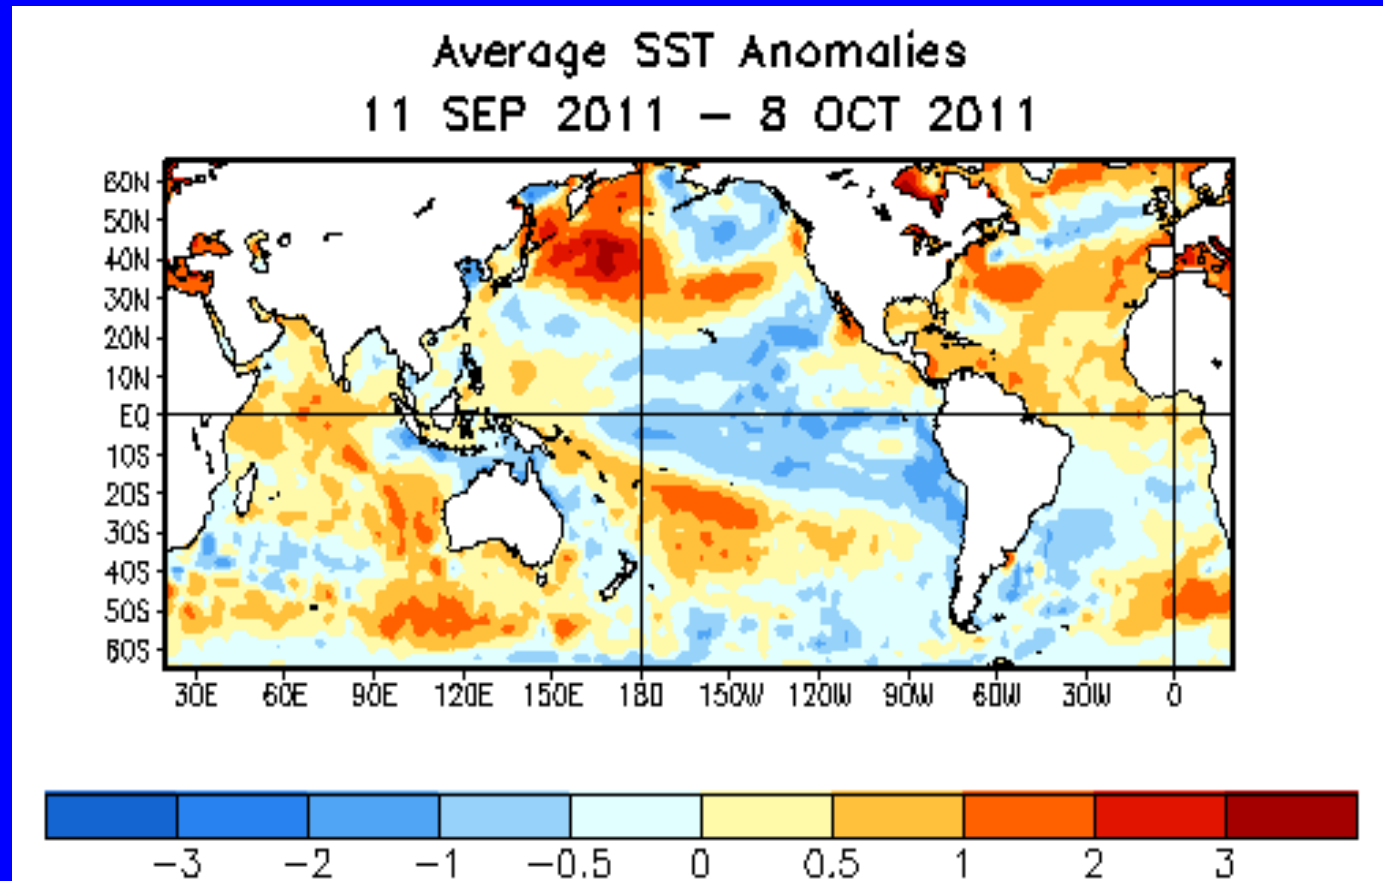 Average SST Anomalies
11 SEP 2011 – 8 OCT 2011
60N
50N
40N
30N
20N
10N
EQ
10S
20S
30S
40S
50S
60S
30E 60E 90E 120E 150E 180 150W 120W 90W 60W 30W 0
−3 −2 −1 −0.5 0 0.5 1 2 3